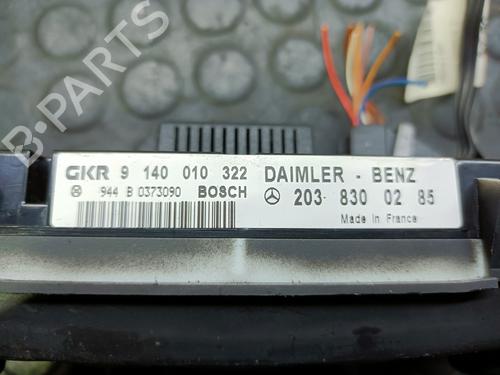 B-PARTS
GKR 9 140 010 322 DAIMLER - BENZ
944 B 0373090 BOSCH 203 830 02 85
Made in France